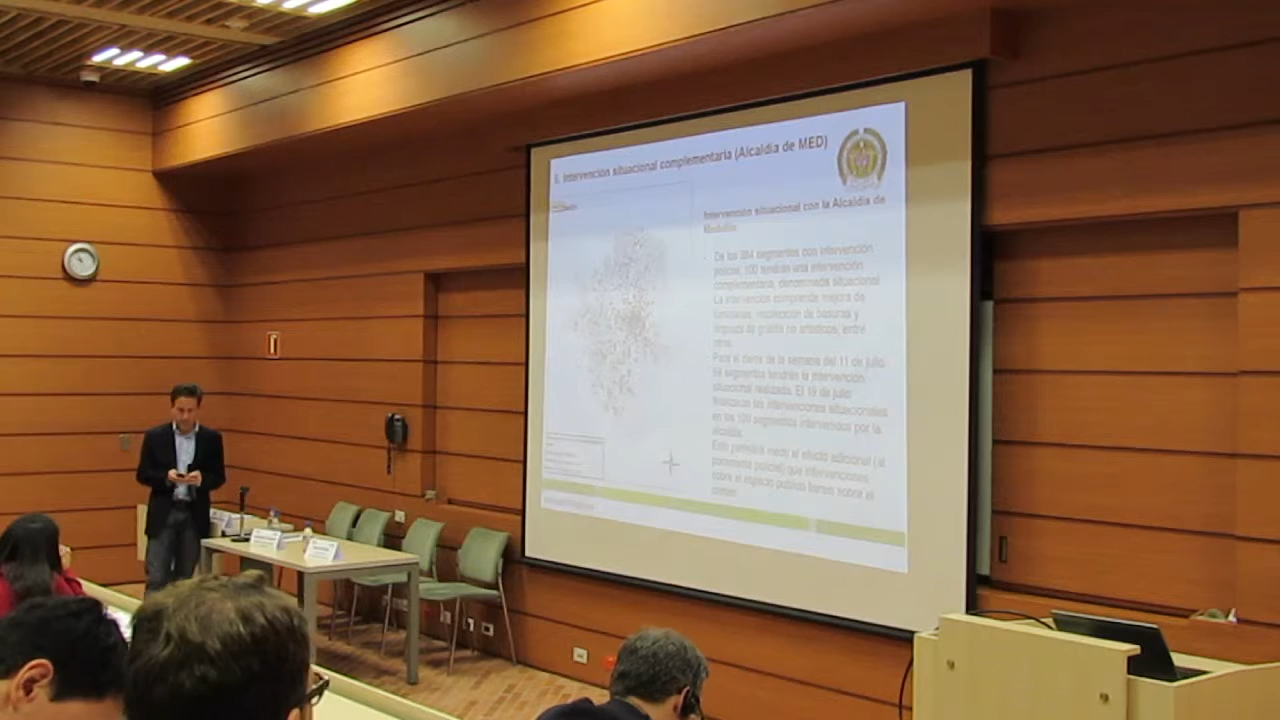 II. Intervención situacional complementaria (Alcaldía de MED)
Intervención situacional con la Alcaldía de
Medellín
De los 384 segmentos con intervención
policial, 100 tendrán una intervención
complementaria, denominada situacional
La intervención comprende mejora de
luminarias, recolección de basuras y
limpieza de grafitis no artísticos, entre
otros.
Para el cierre de la semana del 11 de julio
segmentos tendrán la intervención
situacional realizada. El 19 de julio
finalizarán las intervenciones situacionales
en los 100 segmentos intervenidos por la
alcaldía.
Esto permitirá medir el efecto adicional (al
policial) que intervenciones
sobre el espacio público tienen sobre el
crimen